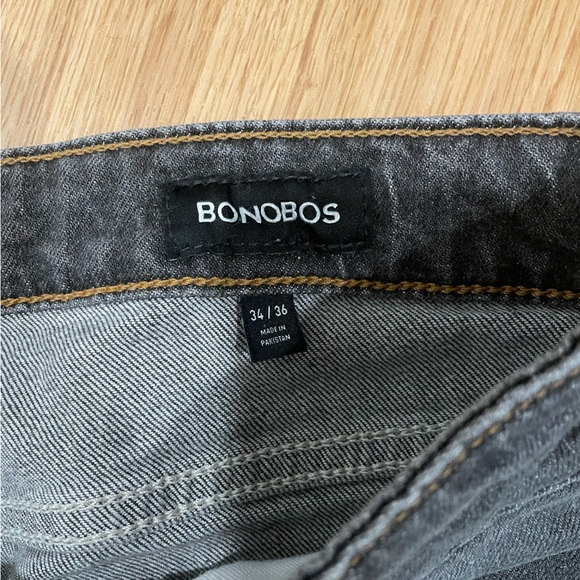 BONOBOS
34 / 36
MADE IN
PAKISTAN